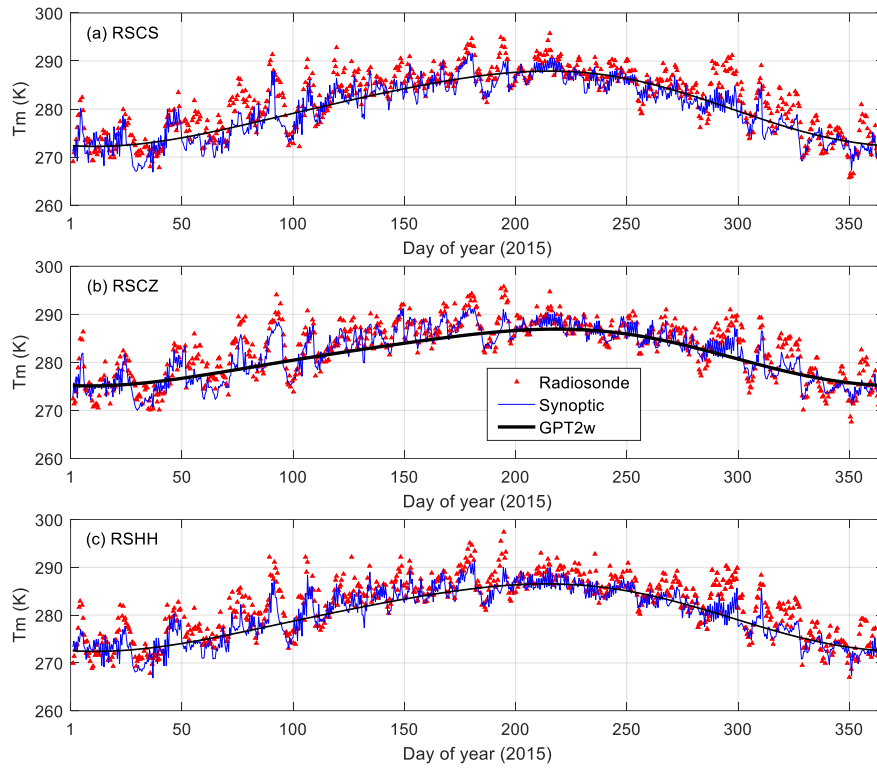 (a) RSCS
300
290
280
270
260
Tm (K)
1 50 100 150 200 250 300 350
Day of year (2015)
(b) RSCZ
300
290
280
270
260
Tm (K)
Radiosonde
Synoptic
GPT2w
1 50 100 150 200 250 300 350
Day of year (2015)
(c) RSHH
300
290
280
270
260
Tm (K)
1 50 100 150 200 250 300 350
Day of year (2015)